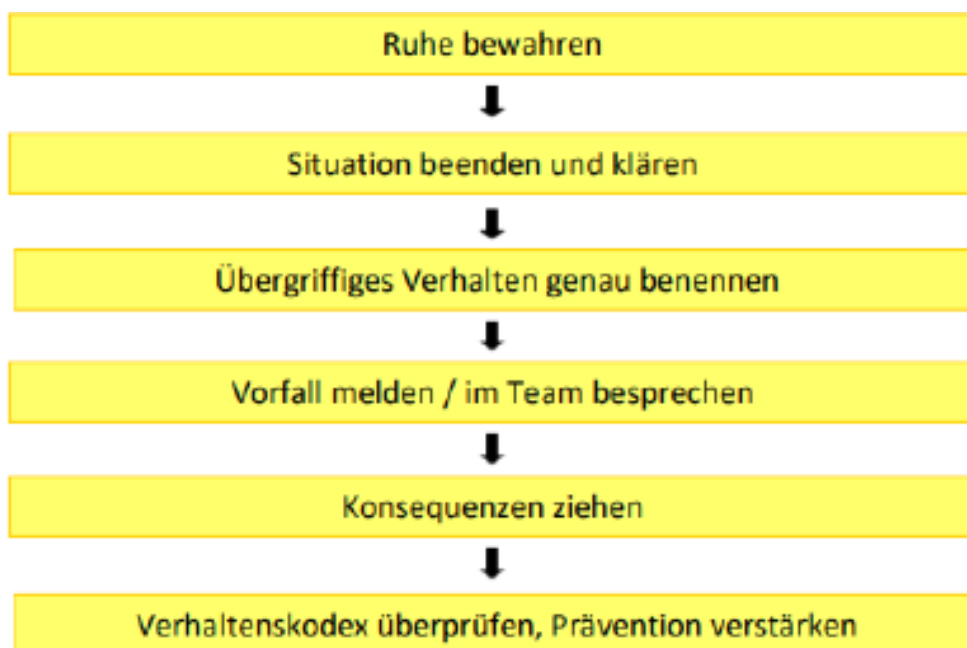 Ruhe bewahren
Situation beenden und klären
Übergriffiges Verhalten genau benennen
Vorfall melden / im Team besprechen
Konsequenzen ziehen
Verhaltenskodex überprüfen, Prävention verstärken